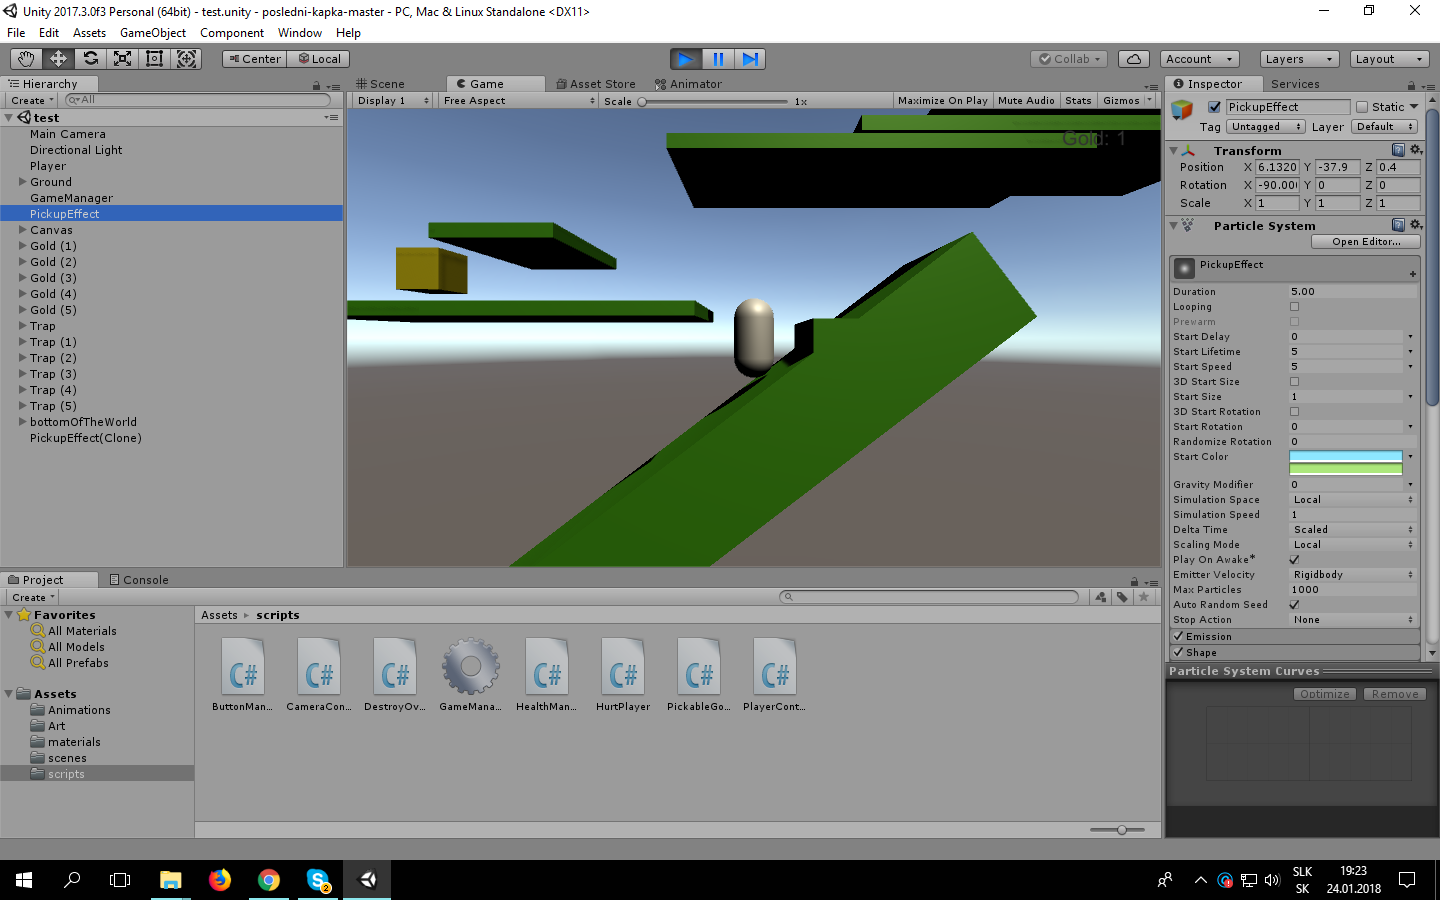 Unity 2017.3.0f3 Personal (64bit) - test.unity - posledni-kapka-master - PC, Mac & Linux Standalone <DX11>
File Edit Assets GameObject Component Window Help
Center Local Collab Account Layers Layout
Hierarchy
Create All
test
Main Camera
Directional Light
Player
Ground
GameManager
PickupEffect
Canvas
Gold (1)
Gold (2)
Gold (3)
Gold (4)
Gold (5)
Trap
Trap (1)
Trap (2)
Trap (3)
Trap (4)
Trap (5)
bottomOfTheWorld
PickupEffect(Clone)
Scene Game Asset Store Animator
Display 1 Free Aspect Scale 1x Maximize On Play Mute Audio Stats Gizmos
Gold: 1
Inspector Services
PickupEffect Static
Tag Untagged Layer Default
Transform
Position X 6.1320 Y -37.9 Z 0.4
Rotation X -90.00 Y 0 Z 0
Scale X 1 Y 1 Z 1
Particle System
Open Editor...
PickupEffect
Duration 5.00
Looping
Prewarm
Start Delay 0
Start Lifetime 5
Start Speed 5
3D Start Size
Start Size 1
3D Start Rotation
Start Rotation 0
Randomize Rotation 0
Start Color
Gravity Modifier 0
Simulation Space Local
Simulation Speed 1
Delta Time Scaled
Scaling Mode Local
Play On Awake*
Emitter Velocity Rigidbody
Max Particles 1000
Auto Random Seed
Stop Action None
Emission
Shape
Particle System Curves
Optimize Remove
Project Console
Create
Favorites
All Materials
All Models
All Prefabs
Assets
Animations
Art
materials
scenes
scripts
Assets scripts
C# C# C# C# C# C# C#
ButtonMan... CameraCon... DestroyOv... GameMana... HealthMan... HurtPlayer PickableGo... PlayerCont...
2
SLK
SK
19:23
24.01.2018